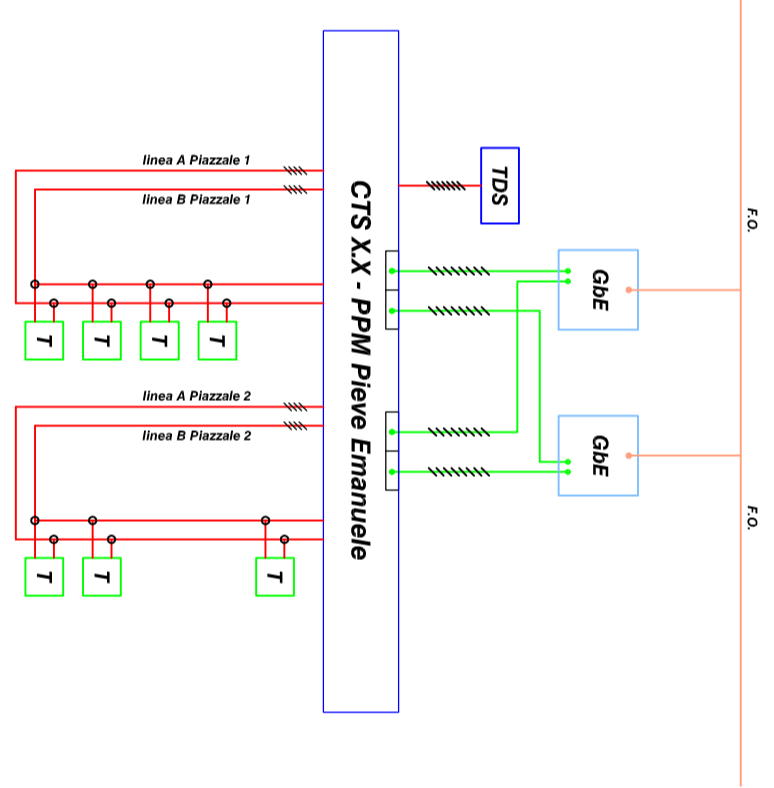 linea A Piazzale 1
linea B Piazzale 1
T
T
T
T
linea A Piazzale 2
linea B Piazzale 2
T
T
T
CTS X.X - PPM Pieve Emanuele
TDS
GbE
GbE
F.O.
F.O.